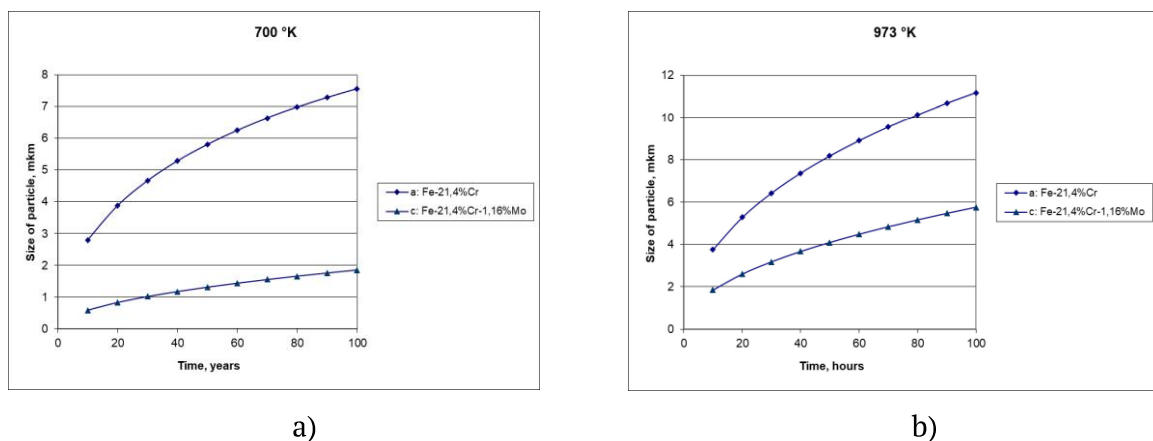 700 °K
8
7
6
5
4
3
2
1
0
0 20 40 60 80 100
Size of particle, mkm
Time, years
a: Fe-21,4%Cr
c: Fe-21,4%Cr-1,16%Mo
a)
973 °K
12
10
8
6
4
2
0
0 20 40 60 80 100
Size of particle, mkm
Time, hours
a: Fe-21,4%Cr
c: Fe-21,4%Cr-1,16%Mo
b)